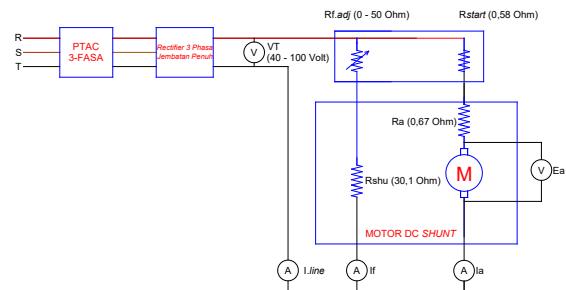 Rf.adj (0 - 50 Ohm)
Rstart (0,58 Ohm)
R
S
T
PTAC
3-FASA
Rectifier 3 Phasa
Jembatan Penuh
V
VT
(40 - 100 Volt)
Ra (0,67 Ohm)
M
V
Ea
Rshu (30,1 Ohm)
MOTOR DC SHUNT
A
I.line
A
If
A
Ia